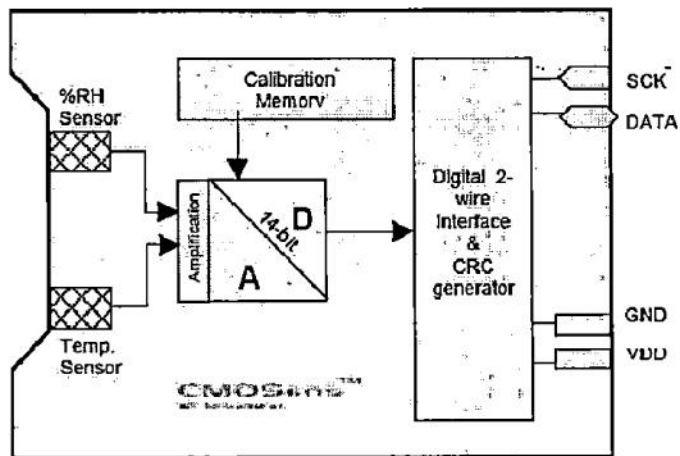 %RH
Sensor
Calibration
Memory
SCK
DATA
Amplification
14-bit
D
A
Digital 2-
wire
Interface
&
CRC
generator
Temp.
Sensor
GND
VDD
CMOSens™